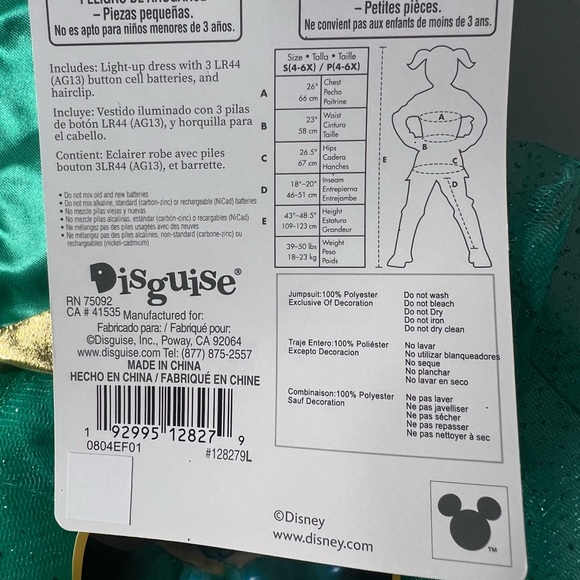 – Piezas pequeñas.
No es apto para niños menores de 3 años.
– Petites pièces.
Ne convient pas aux enfants de moins de 3 ans.
Includes: Light-up dress with 3 LR44
(AG13) button cell batteries, and
hairclip.
Incluye: Vestido iluminado con 3 pilas
de botón LR44 (AG13), y horquilla para
el cabello.
Contient: Eclairer robe avec piles
bouton 3LR44 (AG13), et barrette.
• Do not mix old and new batteries
• Do not mix alkaline, standard (carbon-zinc) or rechargeable (NiCad) batteries
• No mezcle pilas viejas y nuevas
• No mezcle pilas alcalinas, estándar (carbón-zinc) o recargables (NiCad)
• Ne mélangez pas des piles usagées avec des neuves
• Ne mélangez pas des piles alcalines, non-standard (carbone-zinc) ou
rechargeables (nickel-cadmium)
Size • Talla • Taille
S(4-6X) / P(4-6X)
A
26"
66 cm
Chest
Pecho
Poitrine
B
23"
58 cm
Waist
Cintura
Taille
C
26.5"
67 cm
Hips
Cadera
Hanches
D
18"–20"
46–51 cm
Inseam
Entrepierna
Entrejambe
E
43"–48.5"
109–123 cm
Height
Estatura
Grandeur
39–50 lbs
18–23 kg
Weight
Peso
Poids
A
B
C
D
E
Disguise®
RN 75092
CA # 41535
Manufactured for:
Fabricado para: / Fabriqué pour:
©Disguise, Inc., Poway, CA 92064
www.disguise.com Tel: (877) 875-2557
MADE IN CHINA
HECHO EN CHINA / FABRIQUÉ EN CHINE
1 92995 12827 9
0804EF01
#128279L
Jumpsuit:100% Polyester
Exclusive Of Decoration
Do not wash
Do not bleach
Do not Dry
Do not iron
Do not dry clean
Traje Entero:100% Poliéster
Excepto Decoracion
No lavar
No utilizar blanqueadores
No seque
No planchar
No lavar en seco
Combinaison:100% Polyester
Sauf Decoration
Ne pas laver
Ne pas javelliser
Ne pas sécher
Ne pas repasser
Ne pas nettoyer à sec
©Disney
www.disney.com
TM